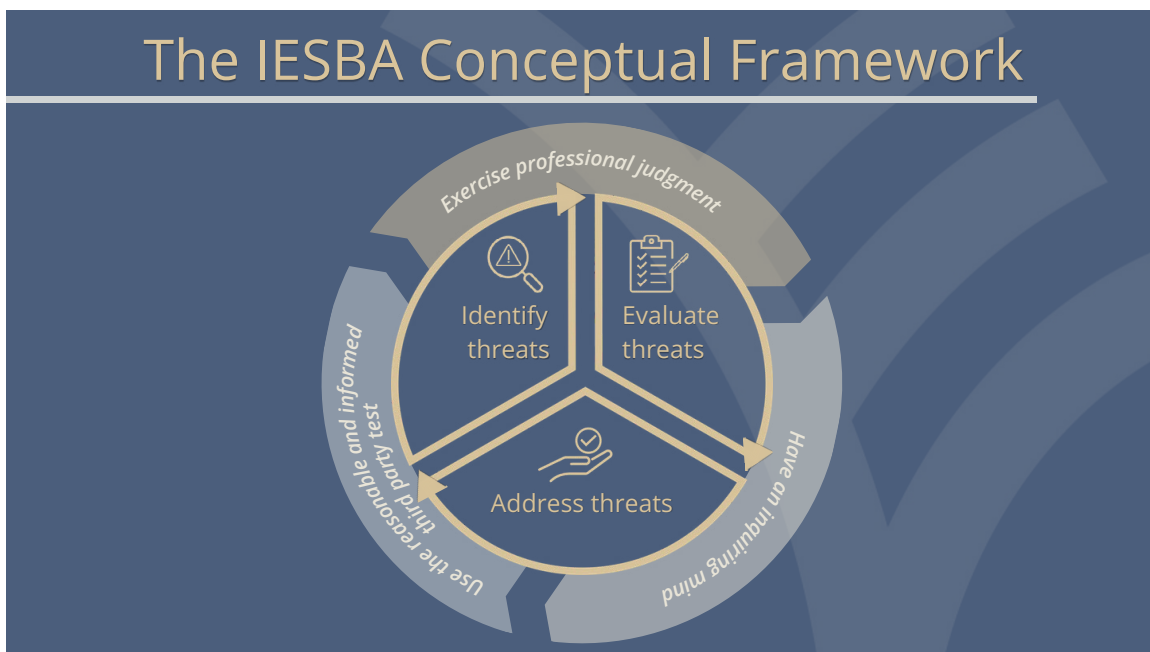 The IESBA Conceptual Framework
Exercise professional judgment
Identify
threats
Evaluate
threats
Address threats
Have an inquiring mind
Use the reasonable and informed
third party test